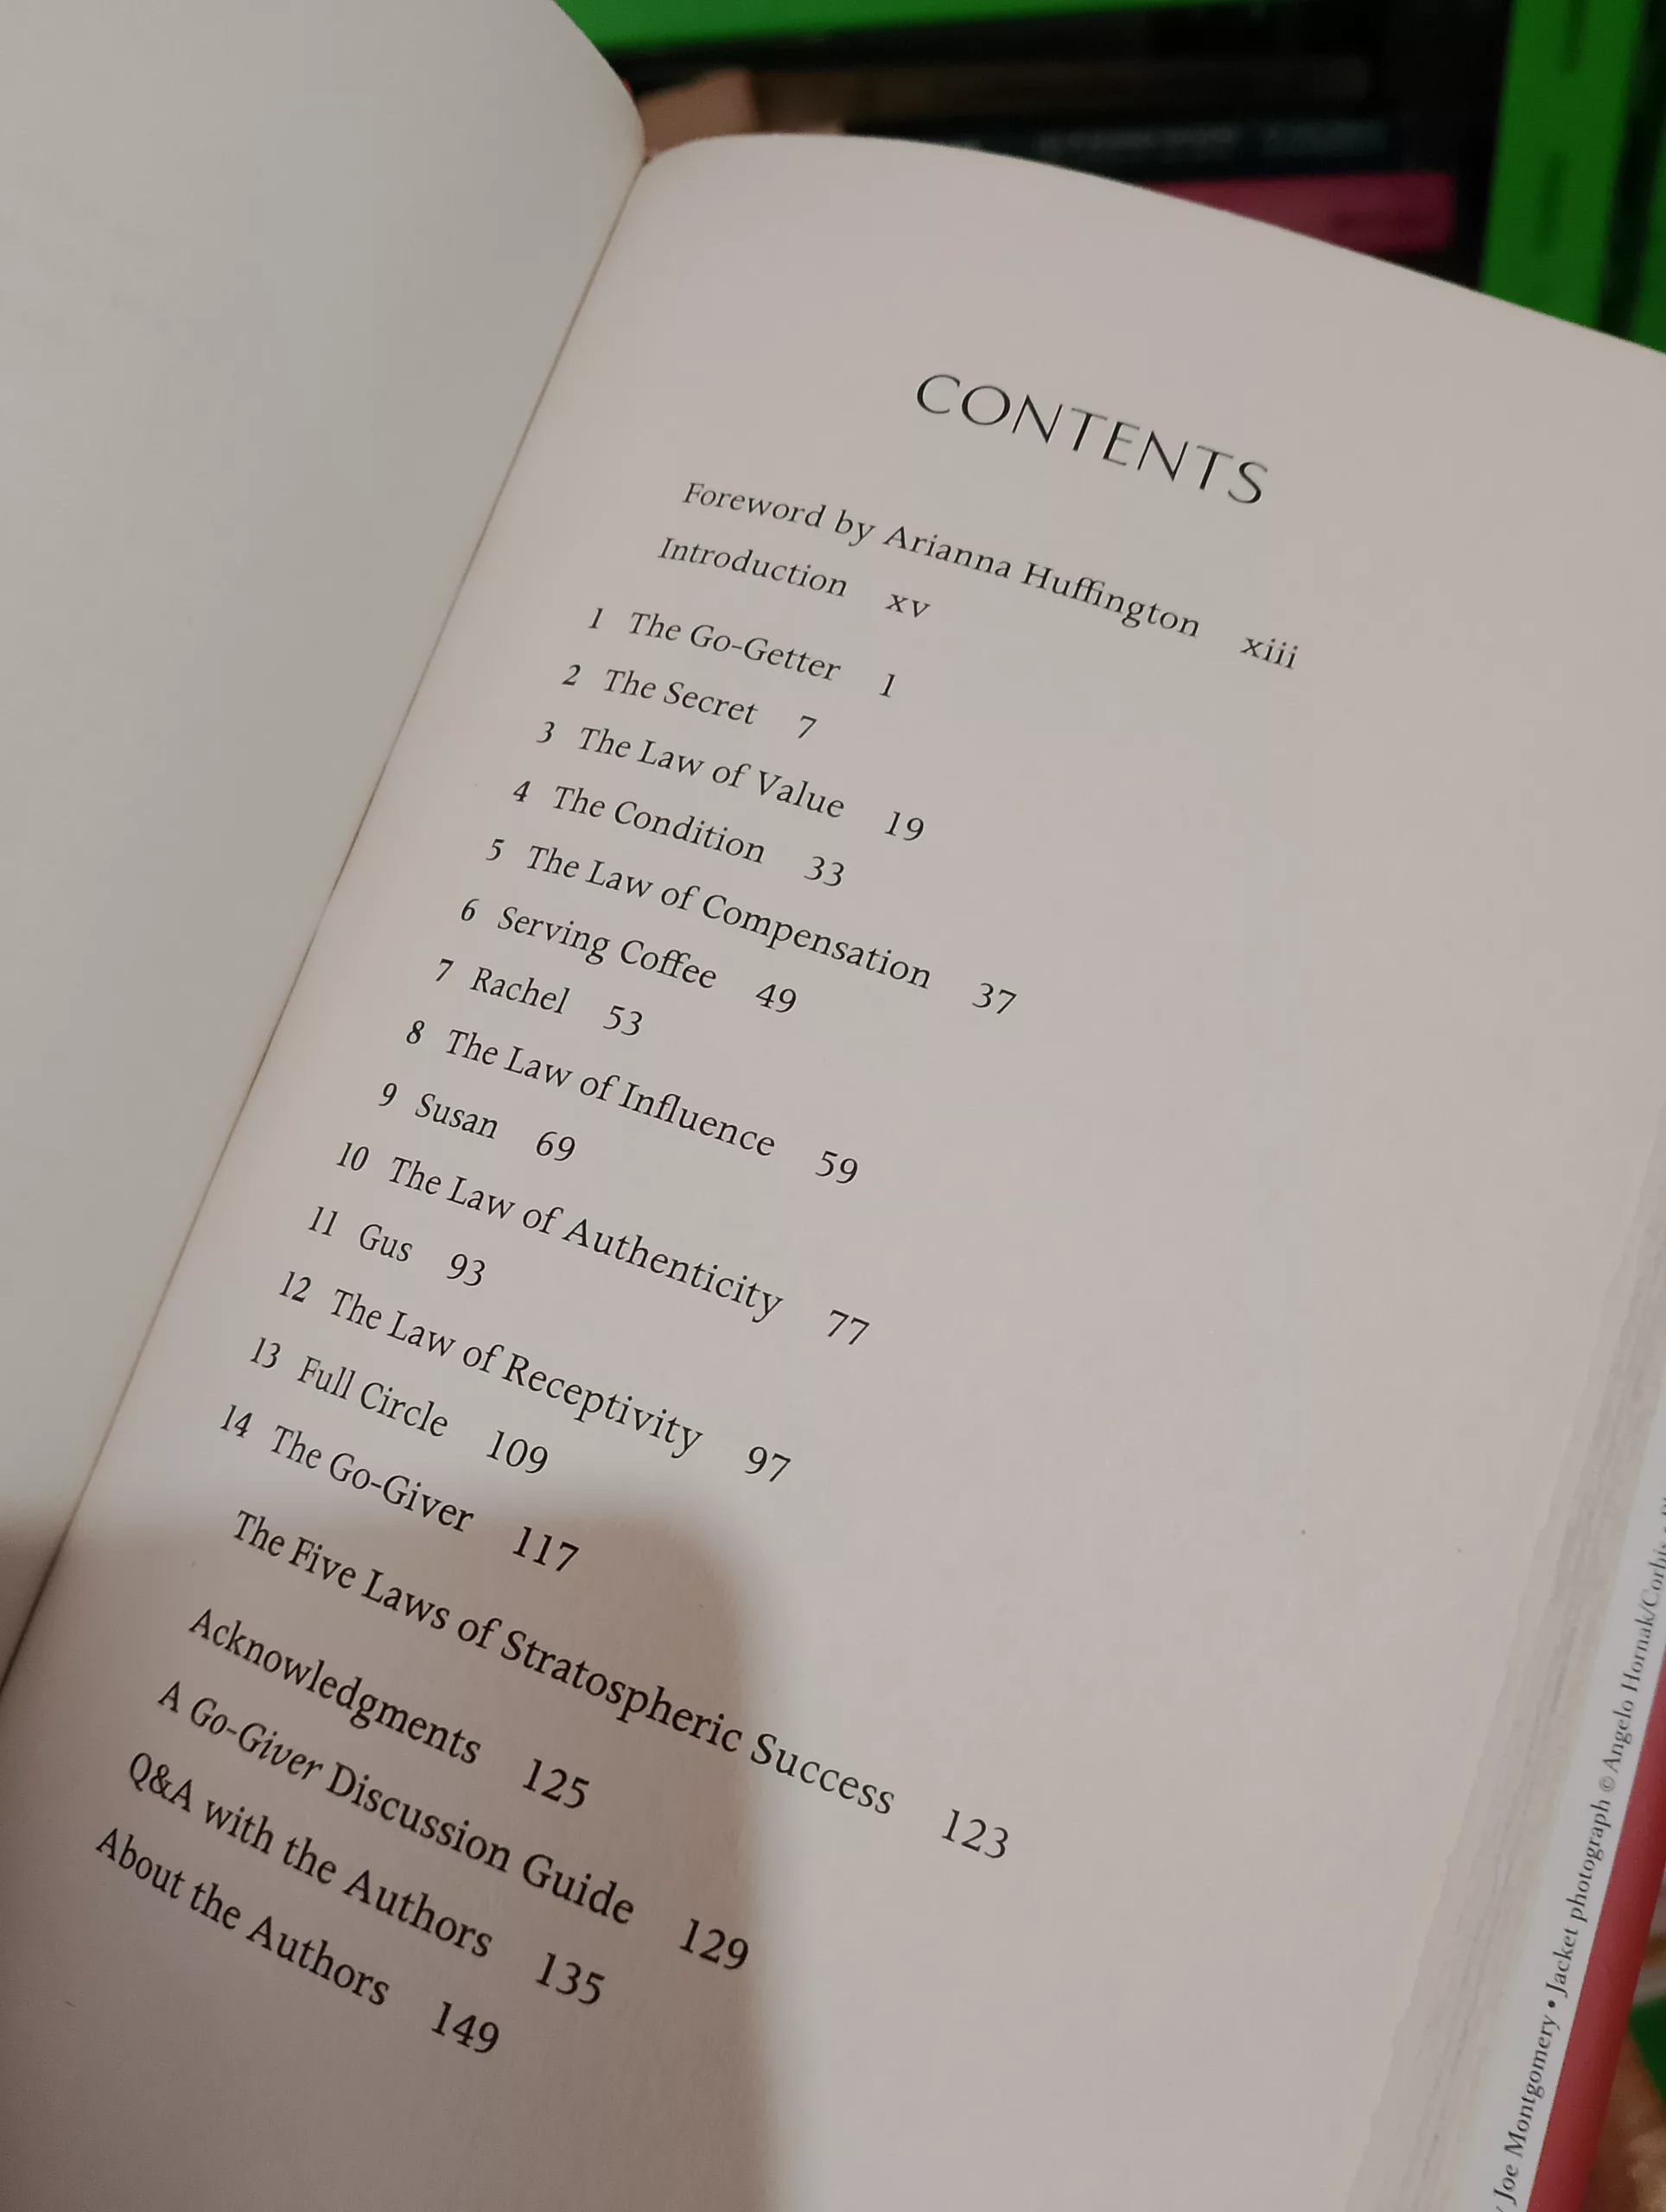 CONTENTS
Foreword by Arianna Huffington xiii
Introduction xv
1 The Go-Getter 1
2 The Secret 7
3 The Law of Value 19
4 The Condition 33
5 The Law of Compensation 37
6 Serving Coffee 49
7 Rachel 53
8 The Law of Influence 59
9 Susan 69
10 The Law of Authenticity 77
11 Gus 93
12 The Law of Receptivity 97
13 Full Circle 109
14 The Go-Giver 117
The Five Laws of Stratospheric Success 123
Acknowledgments 125
A Go-Giver Discussion Guide 129
Q&A with the Authors 135
About the Authors 149
Joe Montgomery • Jacket photograph © Angelo Hornak/Corbis